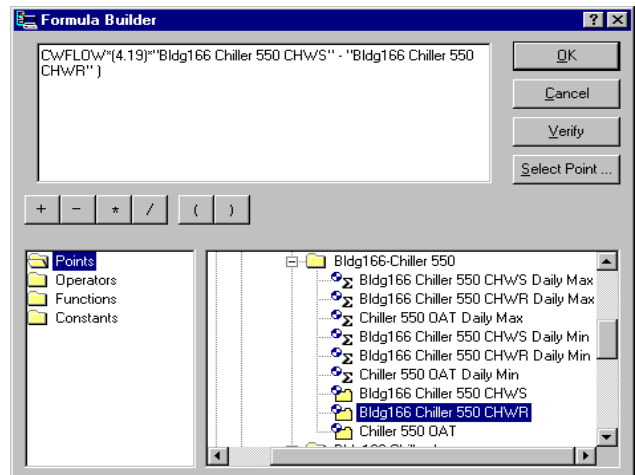 Formula Builder
CWFLOW*(4.19)*"Bldg166 Chiller 550 CHWS" - "Bldg166 Chiller 550
CHWR" )
OK
Cancel
Verify
Select Point ...
+ - * / ( )
Points
Operators
Functions
Constants
Bldg166-Chiller 550
Bldg166 Chiller 550 CHWS Daily Max
Bldg166 Chiller 550 CHWR Daily Max
Chiller 550 OAT Daily Max
Bldg166 Chiller 550 CHWS Daily Min
Bldg166 Chiller 550 CHWR Daily Min
Chiller 550 OAT Daily Min
Bldg166 Chiller 550 CHWS
Bldg166 Chiller 550 CHWR
Chiller 550 OAT